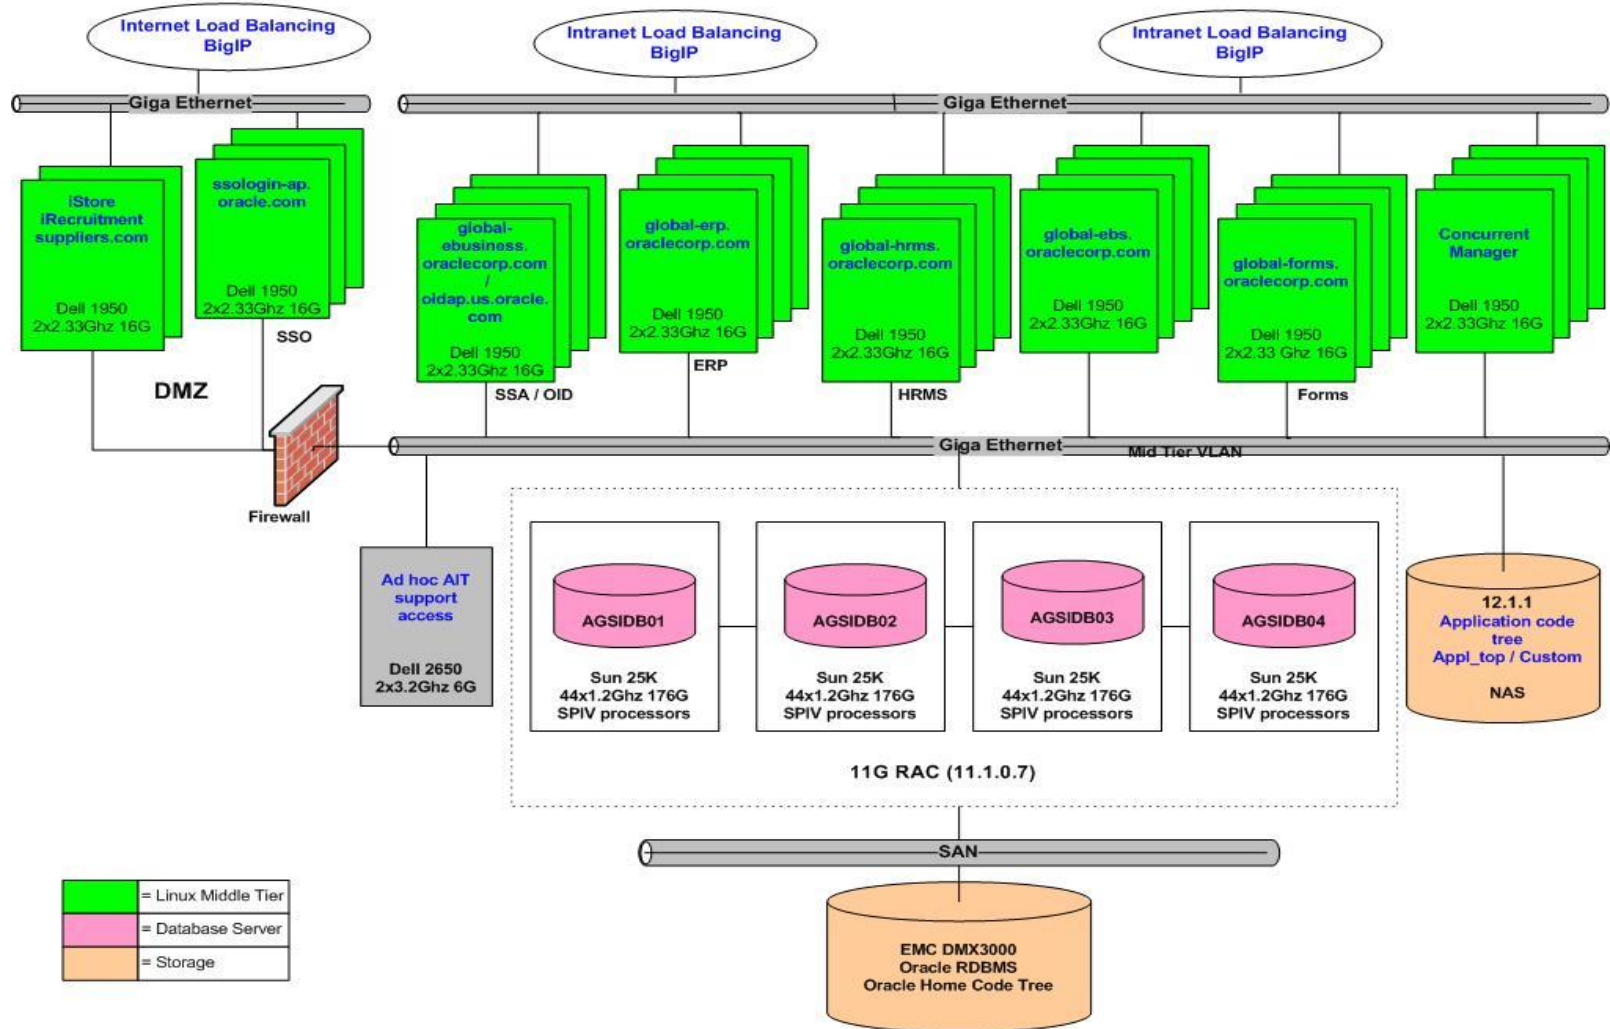 Internet Load Balancing
BigIP
Intranet Load Balancing
BigIP
Intranet Load Balancing
BigIP
Giga Ethernet
Giga Ethernet
iStore
iRecruitment
suppliers.com
Dell 1950
2x2.33Ghz 16G
ssologin-ap.
oracle.com
Dell 1950
2x2.33Ghz 16G
SSO
global-
ebusiness.
oraclecorp.com
/
oidap.us.oracle.
com
Dell 1950
2x2.33Ghz 16G
SSA / OID
global-erp.
oraclecorp.com
Dell 1950
2x2.33Ghz 16G
ERP
global-hrms.
oraclecorp.com
Dell 1950
2x2.33Ghz 16G
HRMS
global-ebs.
oraclecorp.com
Dell 1950
2x2.33Ghz 16G
global-forms.
oraclecorp.com
Dell 1950
2x2.33 Ghz 16G
Forms
Concurrent
Manager
Dell 1950
2x2.33Ghz 16G
DMZ
Firewall
Giga Ethernet
Mid Tier VLAN
Ad hoc AIT
support
access
Dell 2650
2x3.2Ghz 6G
AGSIDB01
Sun 25K
44x1.2Ghz 176G
SPIV processors
AGSIDB02
Sun 25K
44x1.2Ghz 176G
SPIV processors
AGSIDB03
Sun 25K
44x1.2Ghz 176G
SPIV processors
AGSIDB04
Sun 25K
44x1.2Ghz 176G
SPIV processors
11G RAC (11.1.0.7)
12.1.1
Application code
tree
Appl_top / Custom
NAS
SAN
EMC DMX3000
Oracle RDBMS
Oracle Home Code Tree
= Linux Middle Tier
= Database Server
= Storage